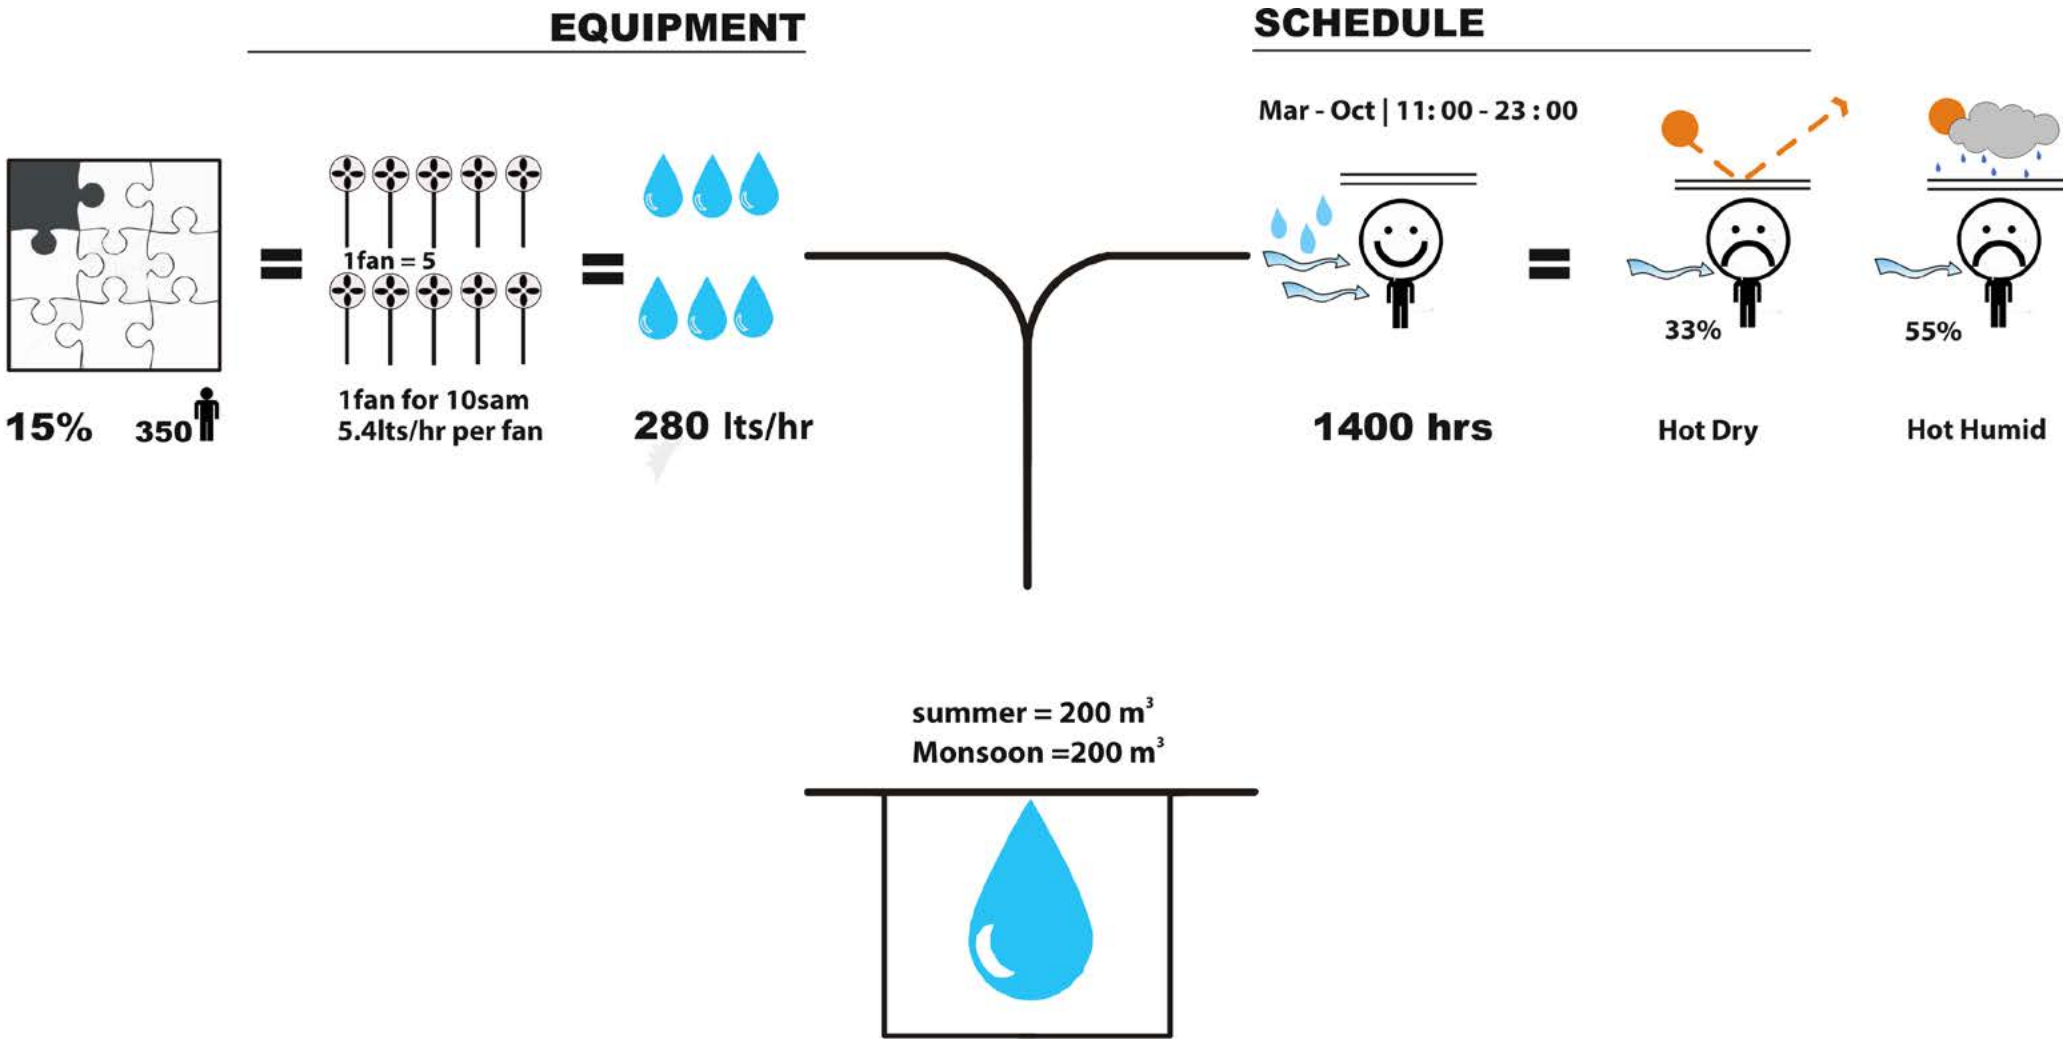 EQUIPMENT
SCHEDULE
Mar - Oct | 11: 00 - 23 : 00
1fan = 5
33%
55%
15%
350
1fan for 10sam
5.4lts/hr per fan
280 lts/hr
1400 hrs
Hot Dry
Hot Humid
summer = 200 m³
Monsoon =200 m³